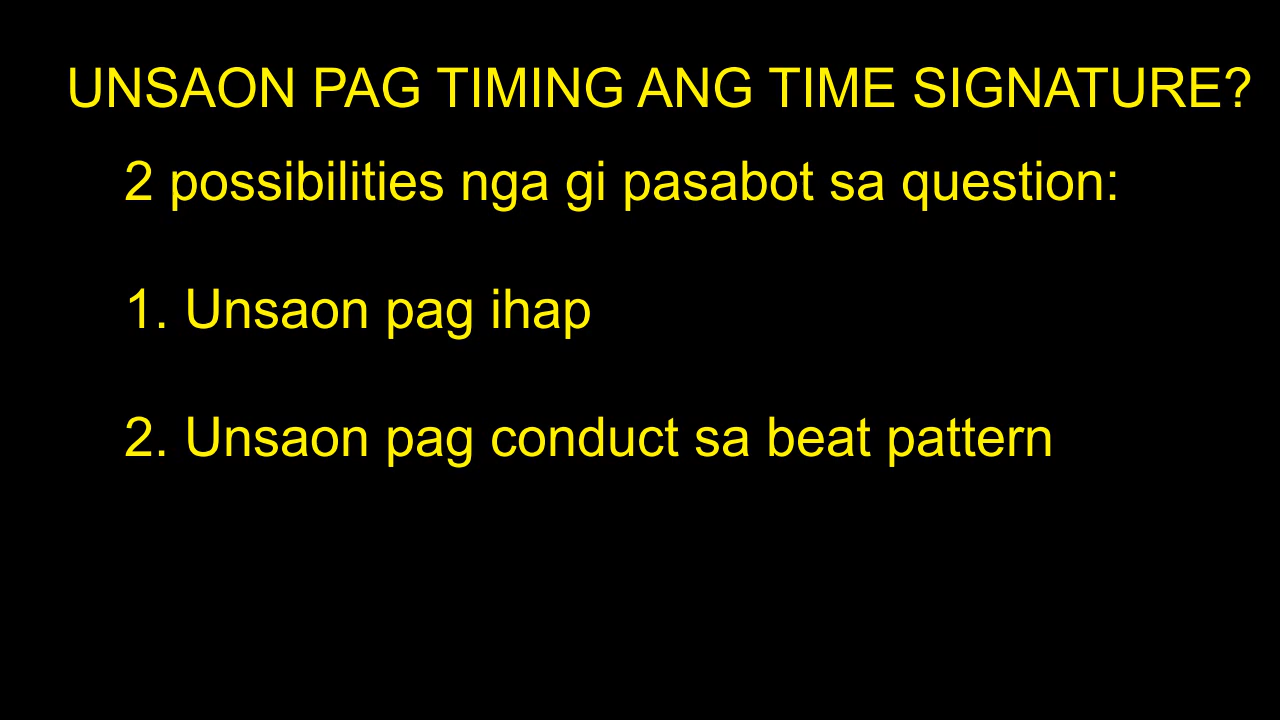 UNSAON PAG TIMING ANG TIME SIGNATURE?
2 possibilities nga gi pasabot sa question:
1. Unsaon pag ihap
2. Unsaon pag conduct sa beat pattern